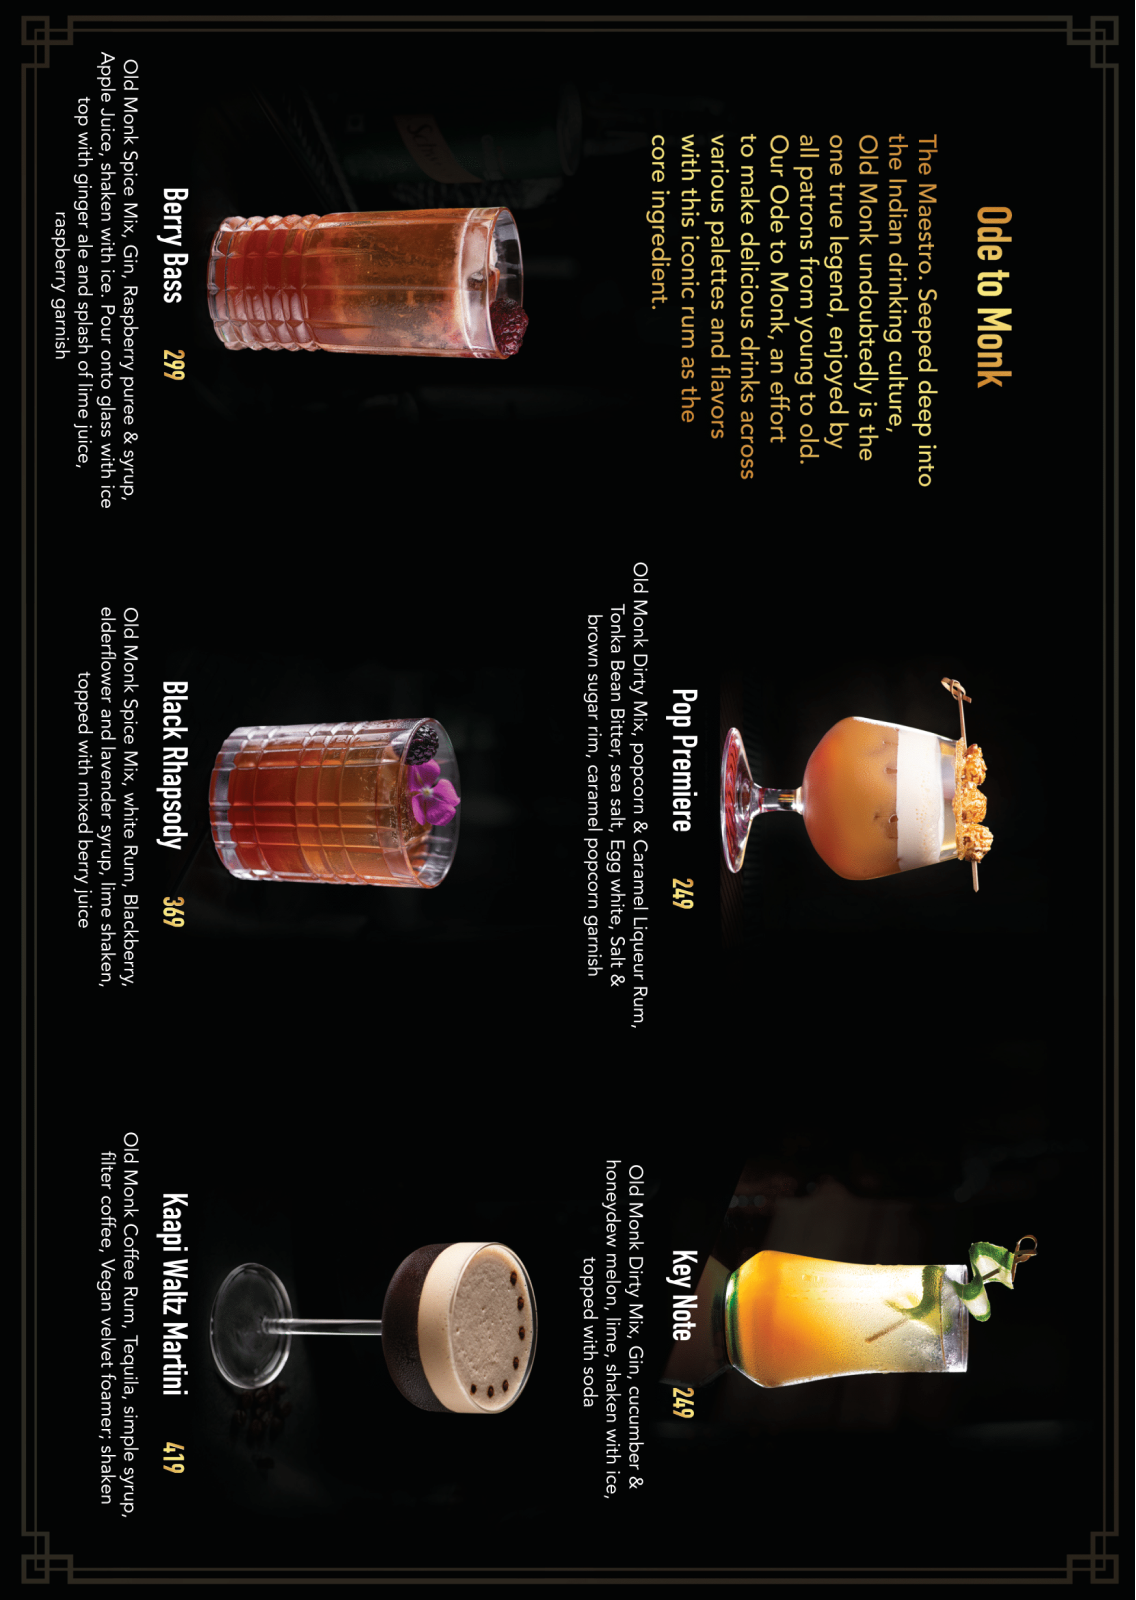 Ode to Monk
The Maestro. Seeped deep into
the Indian drinking culture,
Old Monk undoubtedly is the
one true legend, enjoyed by
all patrons from young to old.
Our Ode to Monk, an effort
to make delicious drinks across
various palettes and flavors
with this iconic rum as the
core ingredient.
Pop Premiere 249
Old Monk Dirty Mix, popcorn & Caramel Liqueur Rum,
Tonka Bean Bitter, sea salt, Egg white, Salt &
brown sugar rim, caramel popcorn garnish
Key Note 249
Old Monk Dirty Mix, Gin, cucumber &
honeydew melon, lime, shaken with ice,
topped with soda
Berry Bass 299
Old Monk Spice Mix, Gin, Raspberry puree & syrup,
Apple Juice, shaken with ice. Pour onto glass with ice
top with ginger ale and splash of lime juice,
raspberry garnish
Black Rhapsody 369
Old Monk Spice Mix, white Rum, Blackberry,
elderflower and lavender syrup, lime shaken,
topped with mixed berry juice
Kaapi Waltz Martini 419
Old Monk Coffee Rum, Tequila, simple syrup,
filter coffee, Vegan velvet foamer; shaken